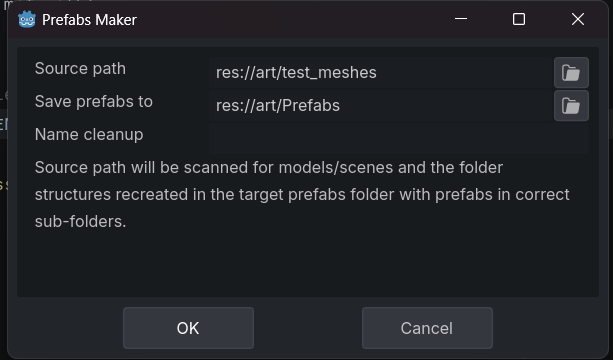 Prefabs Maker
Source path
res://art/test_meshes
Save prefabs to
res://art/Prefabs
Name cleanup
Source path will be scanned for models/scenes and the folder
structures recreated in the target prefabs folder with prefabs in correct
sub-folders.
OK
Cancel